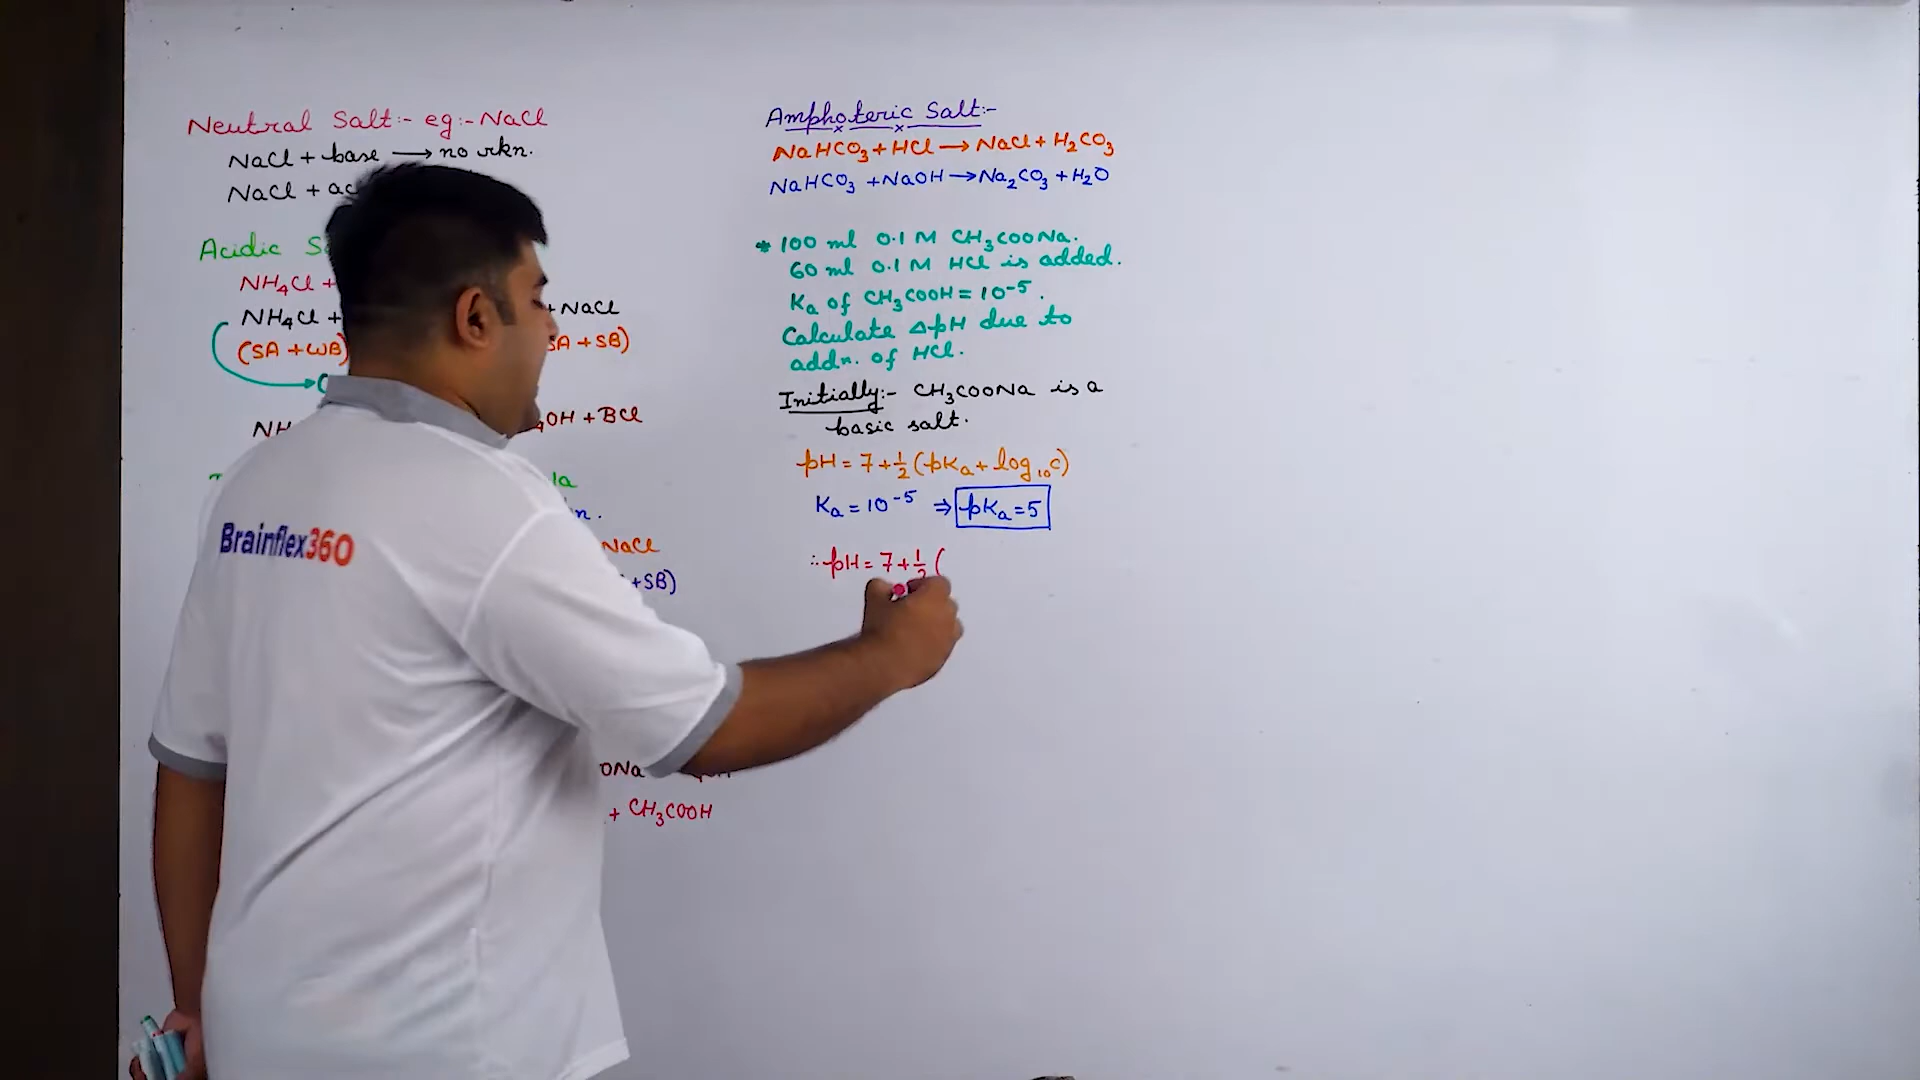 Neutral Salt:- eg:- NaCl
NaCl + base → no rxn.
NaCl +
Acidic
NH₄Cl +
NH₄Cl + + NaCl
(SA + WB) SA + SB)
OH + BCl
NaCl
+SB)
ONa
+ CH₃COOH
Brainflex360
Amphoteric Salt:-
NaHCO₃ + HCl → NaCl + H₂CO₃
NaHCO₃ + NaOH → Na₂CO₃ + H₂O
* 100 ml 0.1 M CH₃COONa.
60 ml 0.1 M HCl is added.
Ka of CH₃COOH = 10⁻⁵.
Calculate ΔpH due to
addn. of HCl.
Initially:- CH₃COONa is a
basic salt.
pH = 7 + 1/2 (pKa + log₁₀c)
Ka = 10⁻⁵ ⇒ pKa = 5
∴ pH = 7 + 1/2 (